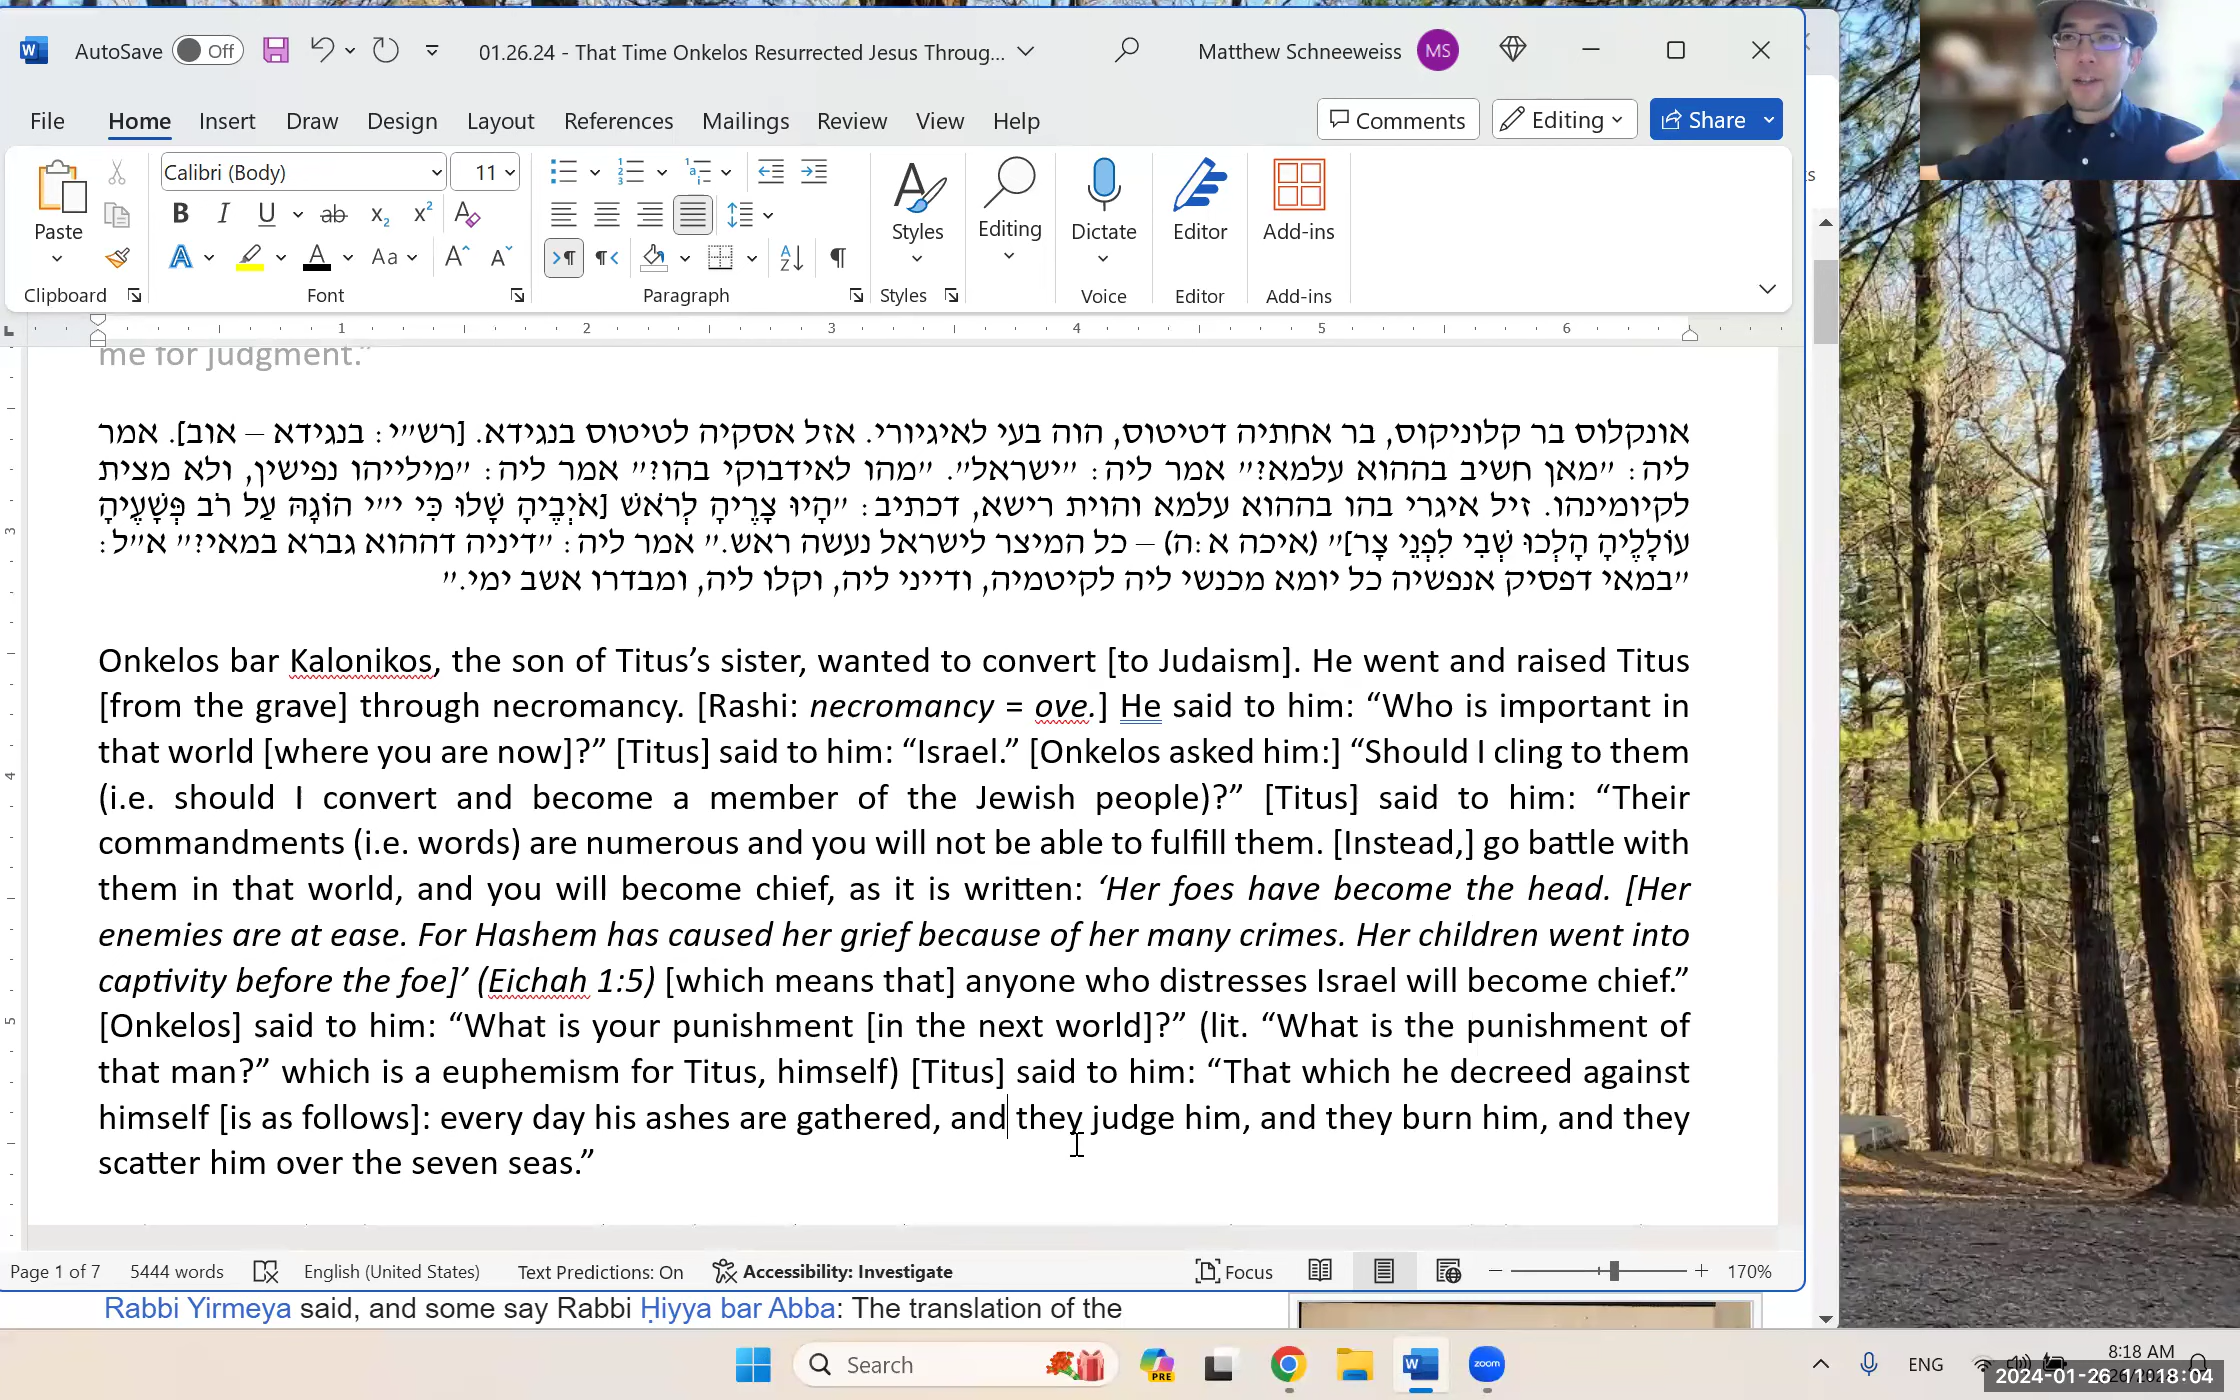 AutoSave Off 01.26.24 - That Time Onkelos Resurrected Jesus Throug... Matthew Schneeweiss MS
File Home Insert Draw Design Layout References Mailings Review View Help Comments Editing Share
Calibri (Body) 11
Paste Styles Editing Dictate Editor Add-ins
Clipboard Font Paragraph Styles Voice Editor Add-ins
1 2 3 4 5 6
me for judgment.”
אונקלוס בר קלוניקוס, בר אחתיה דטיטוס, הוה בעי לאיגיורי. אזל אסקיה לטיטוס בנגידא. [רש״י: בנגידא – אוב]. אמר
ליה: ״מאן חשיב בההוא עלמא?״ אמר ליה: ״ישראל״. ״מהו לאידבוקי בהו?״ אמר ליה: ״מילייהו נפישין, ולא מצית
לקיומינהו. זיל איגרי בהו בההוא עלמא והוית רישא, דכתיב: ״הָיוּ צָרֶיהָ לְרֹאשׁ [אֹיְבֶיהָ שָׁלוּ כִּי י״י הוֹגָהּ עַל רֹב פְּשָׁעֶיהָ
עוֹלָלֶיהָ הָלְכוּ שְׁבִי לִפְנֵי צָר]״ (איכה א:ה) – כל המיצר לישראל נעשה ראש.״ אמר ליה: ״דיניה דההוא גברא במאי?״ א״ל:
״במאי דפסיק אנפשיה כל יומא מכנשי ליה לקיטמיה, ודייני ליה, וקלו ליה, ומבדרו אשב ימי.״
Onkelos bar Kalonikos, the son of Titus’s sister, wanted to convert [to Judaism]. He went and raised Titus
[from the grave] through necromancy. [Rashi: necromancy = ove.] He said to him: “Who is important in
that world [where you are now]?” [Titus] said to him: “Israel.” [Onkelos asked him:] “Should I cling to them
(i.e. should I convert and become a member of the Jewish people)?” [Titus] said to him: “Their
commandments (i.e. words) are numerous and you will not be able to fulfill them. [Instead,] go battle with
them in that world, and you will become chief, as it is written: ‘Her foes have become the head. [Her
enemies are at ease. For Hashem has caused her grief because of her many crimes. Her children went into
captivity before the foe]’ (Eichah 1:5) [which means that] anyone who distresses Israel will become chief.”
[Onkelos] said to him: “What is your punishment [in the next world]?” (lit. “What is the punishment of
that man?” which is a euphemism for Titus, himself) [Titus] said to him: “That which he decreed against
himself [is as follows]: every day his ashes are gathered, and they judge him, and they burn him, and they
scatter him over the seven seas.”
3
4
5
Page 1 of 7 5444 words English (United States) Text Predictions: On Accessibility: Investigate Focus 170%
Rabbi Yirmeya said, and some say Rabbi Ḥiyya bar Abba: The translation of the
Search PRE zoom ENG 8:18 AM
2024-01-26 11:18:04